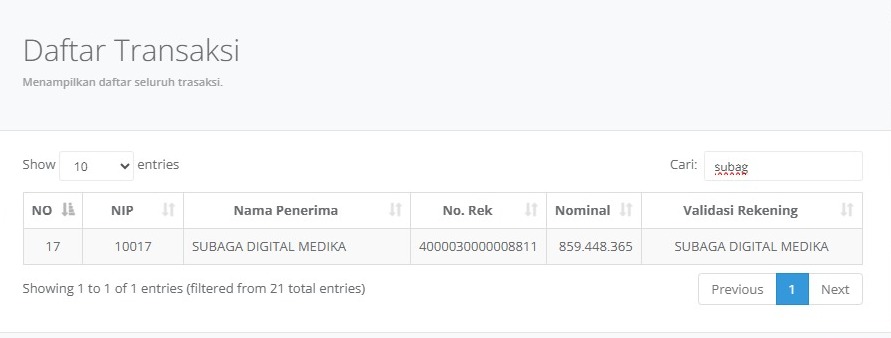 Daftar Transaksi
Menampilkan daftar seluruh trasaksi.
Show 10 entries Cari: subag
NO NIP Nama Penerima No. Rek Nominal Validasi Rekening
17 10017 SUBAGA DIGITAL MEDIKA 4000030000008811 859.448.365 SUBAGA DIGITAL MEDIKA
Showing 1 to 1 of 1 entries (filtered from 21 total entries) Previous 1 Next